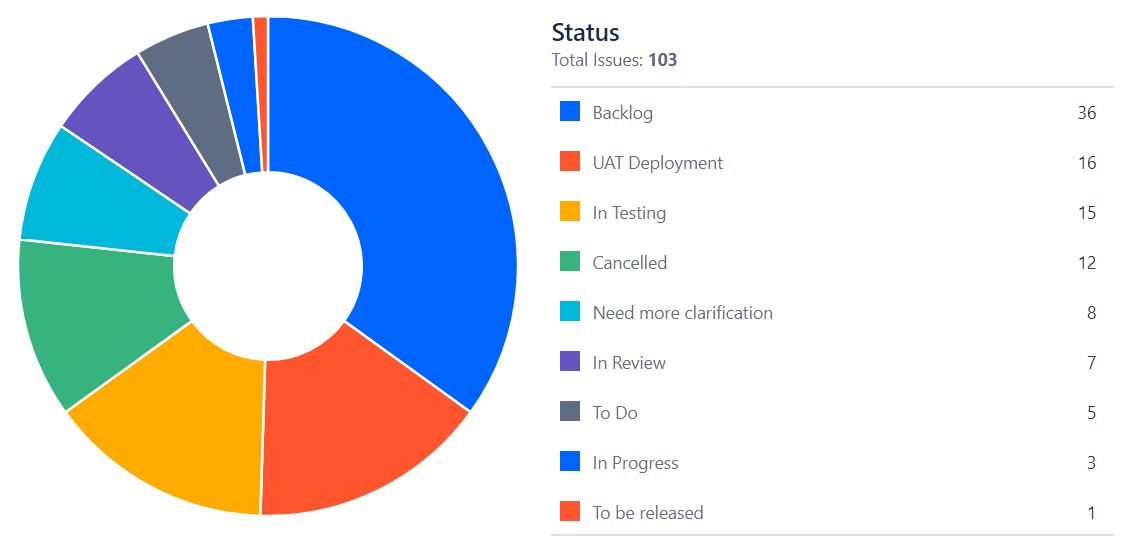 Status
Total Issues: 103
Backlog 36
UAT Deployment 16
In Testing 15
Cancelled 12
Need more clarification 8
In Review 7
To Do 5
In Progress 3
To be released 1